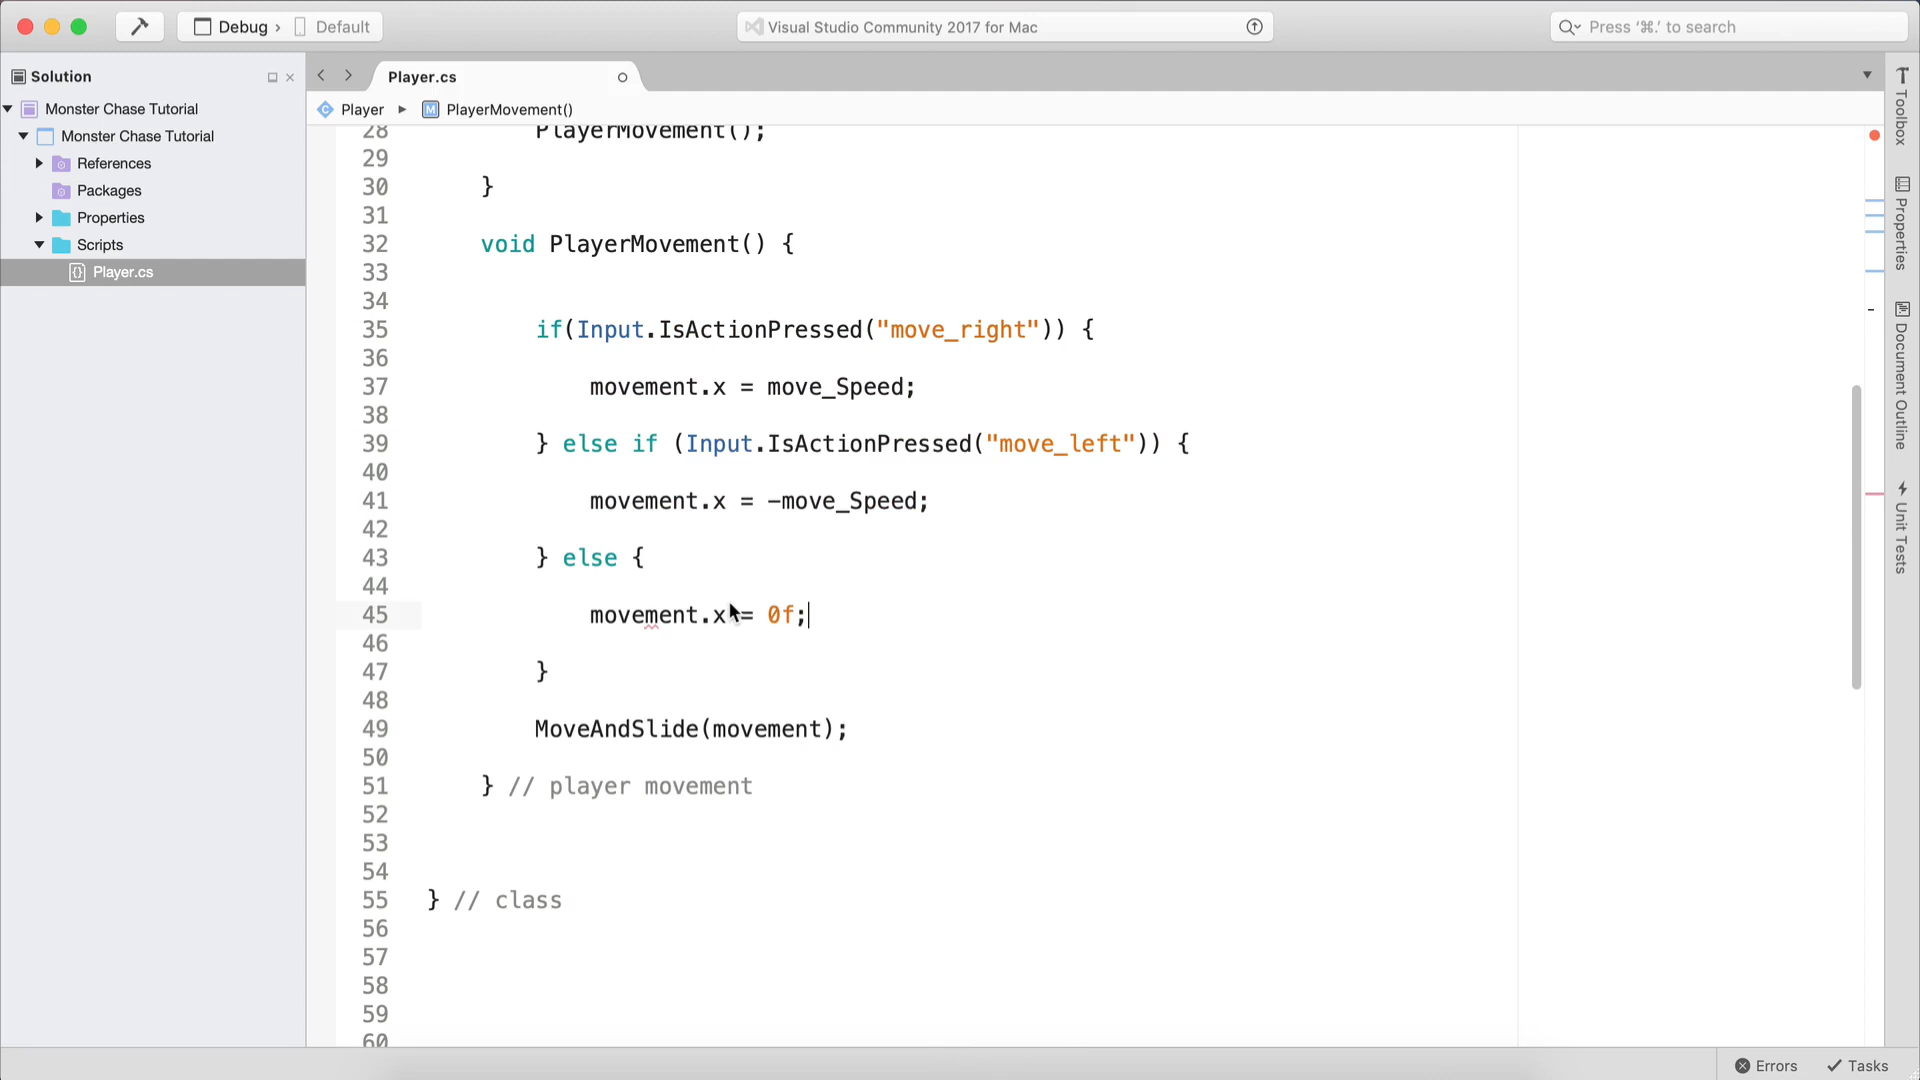 Debug › Default
Visual Studio Community 2017 for Mac
Press ‘⌘.’ to search
Solution
Player.cs
Monster Chase Tutorial
Monster Chase Tutorial
References
Packages
Properties
Scripts
Player.cs
Player
PlayerMovement()
28 PlayerMovement();
29
30 }
31
32 void PlayerMovement() {
33
34
35 if(Input.IsActionPressed("move_right")) {
36
37 movement.x = move_Speed;
38
39 } else if (Input.IsActionPressed("move_left")) {
40
41 movement.x = -move_Speed;
42
43 } else {
44
45 movement.x = 0f;
46
47 }
48
49 MoveAndSlide(movement);
50
51 } // player movement
52
53
54
55 } // class
56
57
58
59
60
Toolbox
Properties
Document Outline
Unit Tests
Errors
Tasks